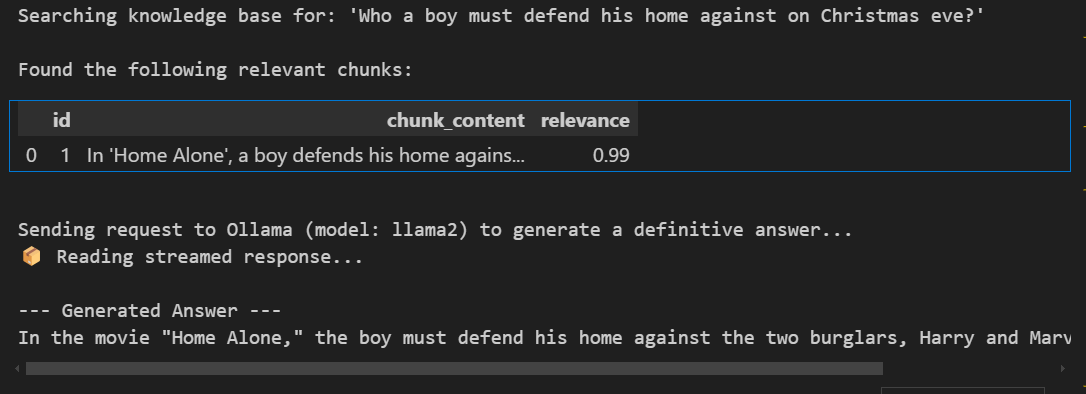 Searching knowledge base for: 'Who a boy must defend his home against on Christmas eve?'
Found the following relevant chunks:
id chunk_content relevance
0 1 In 'Home Alone', a boy defends his home agains... 0.99
Sending request to Ollama (model: llama2) to generate a definitive answer...
📦 Reading streamed response...
--- Generated Answer ---
In the movie "Home Alone," the boy must defend his home against the two burglars, Harry and Marv